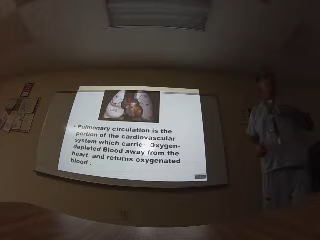 • Pulmonary circulation is the
portion of the cardiovascular
system which carries Oxygen-
depleted Blood away from the
heart and returns oxygenated
blood .